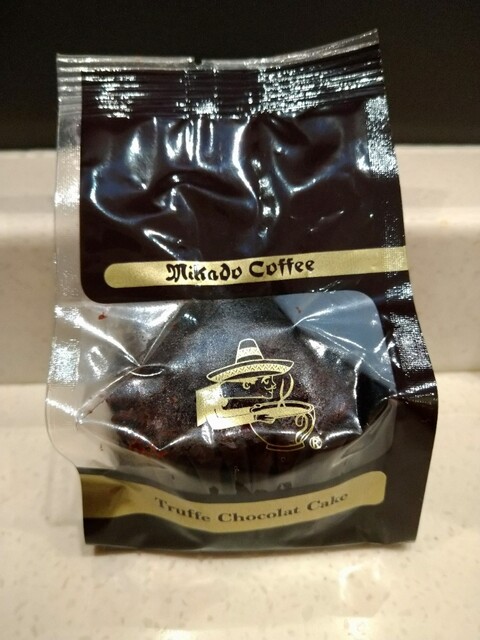 Mikado Coffee
®
Truffe Chocolat Cake